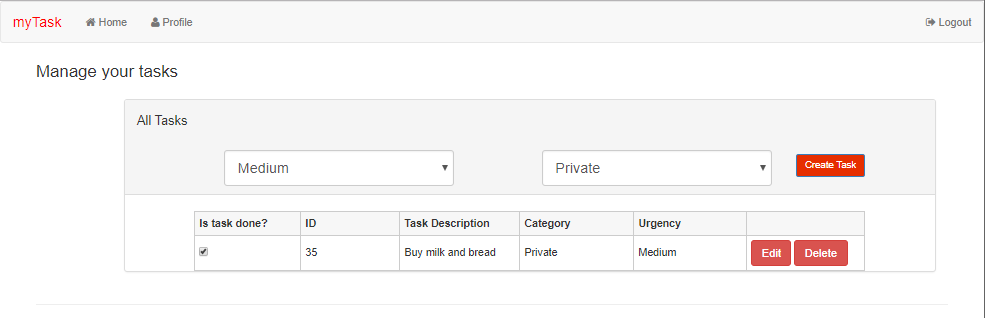 myTask Home Profile Logout
Manage your tasks
All Tasks
Medium Private Create Task
Is task done? ID Task Description Category Urgency
35 Buy milk and bread Private Medium Edit Delete